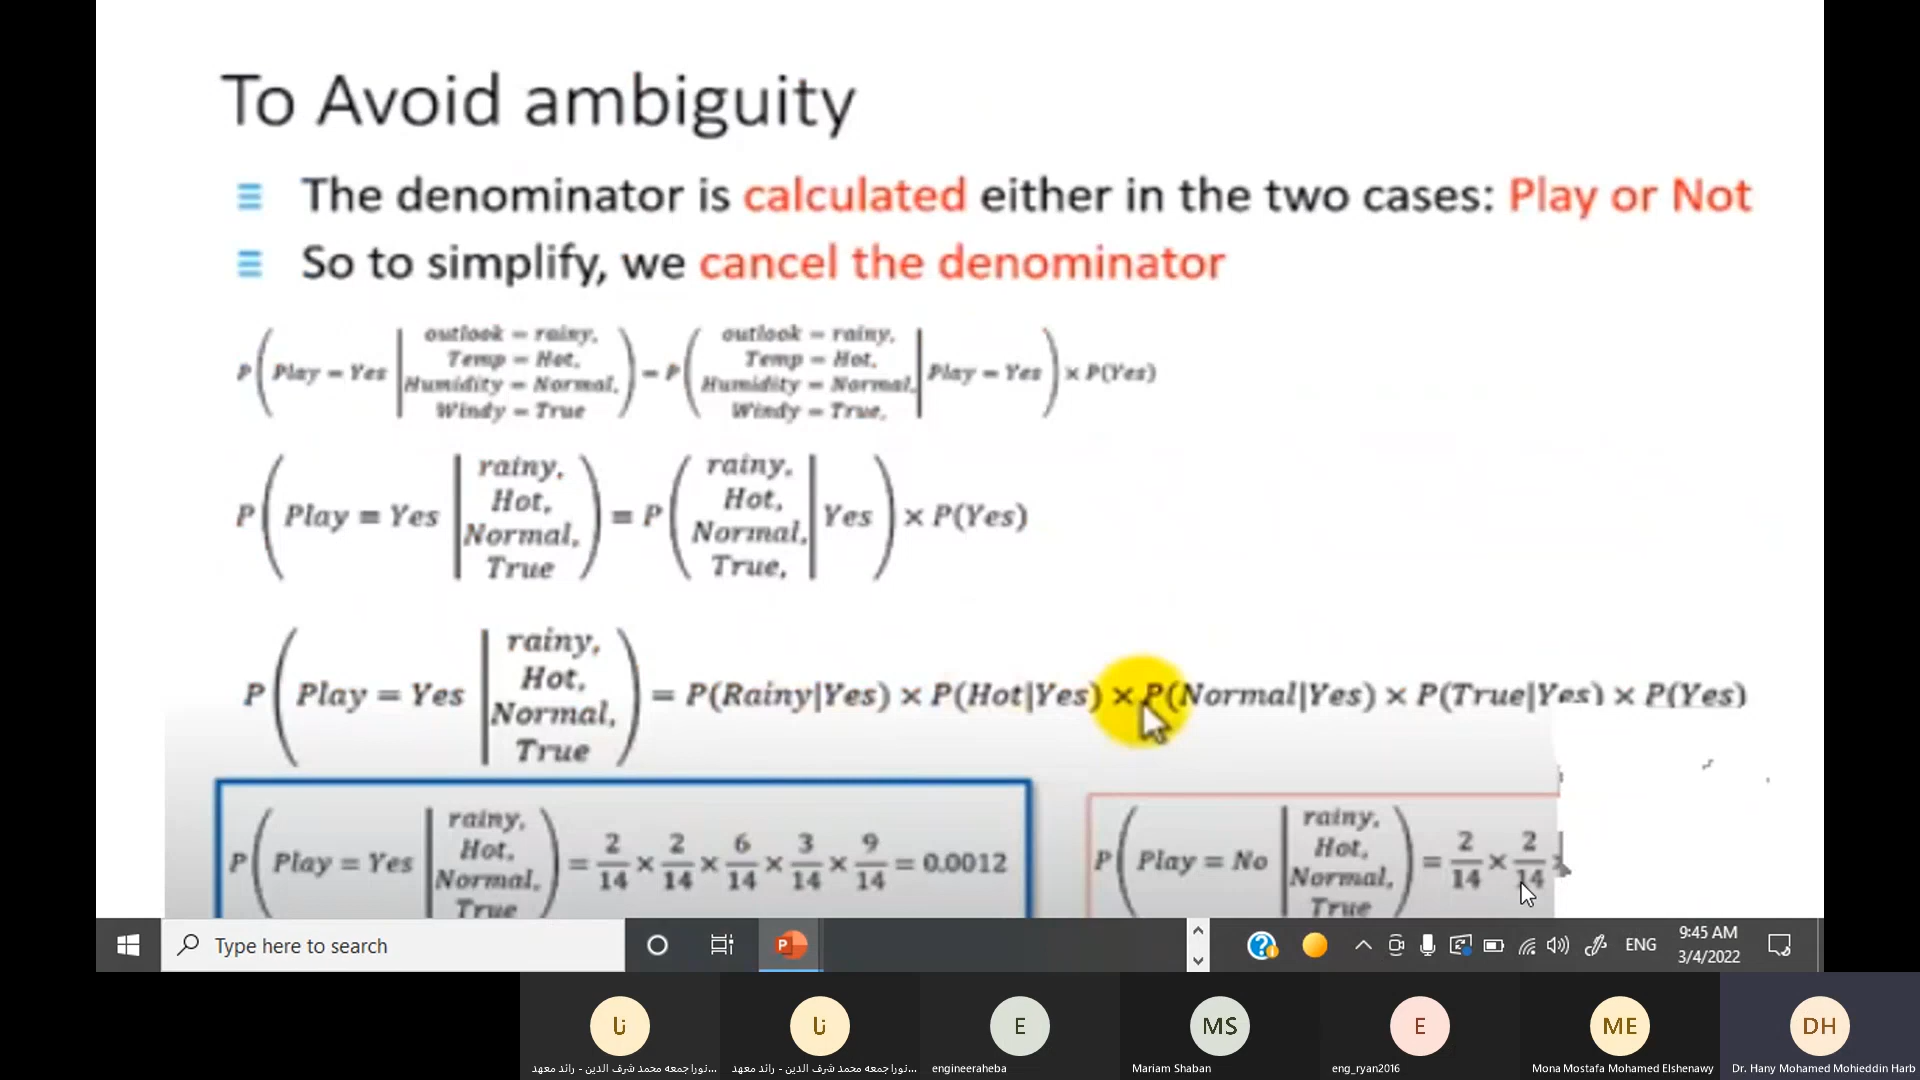 To Avoid ambiguity
The denominator is calculated either in the two cases: Play or Not
So to simplify, we cancel the denominator
P( Play = Yes | outlook = rainy, Temp = Hot, Humidity = Normal, Windy = True ) = P( outlook = rainy, Temp = Hot, Humidity = Normal, Windy = True, | Play = Yes ) × P(Yes)
P( Play = Yes | rainy, Hot, Normal, True ) = P( rainy, Hot, Normal, True, | Yes ) × P(Yes)
P( Play = Yes | rainy, Hot, Normal, True ) = P(Rainy|Yes) × P(Hot|Yes) × P(Normal|Yes) × P(True|Yes) × P(Yes)
P( Play = Yes | rainy, Hot, Normal, True ) = 2/14 × 2/14 × 6/14 × 3/14 × 9/14 = 0.0012
P( Play = No | rainy, Hot, Normal, True ) = 2/14 × 2/14
Type here to search
ENG
9:45 AM
3/4/2022
نا
نا
E
MS
E
ME
DH
نورا جمعه محمد شرف الدين - رائد معهد...
نورا جمعه محمد شرف الدين - رائد معهد...
engineeraheba
Mariam Shaban
eng_ryan2016
Mona Mostafa Mohamed Elshenawy
Dr. Hany Mohamed Mohieddin Harb